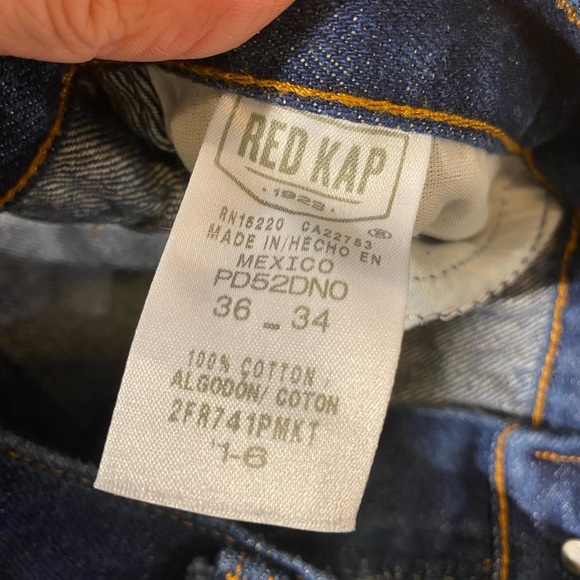 RED KAP
· 1923 ·
RN15220 CA22753
MADE IN/HECHO EN
MEXICO
PD52DNO
36 - 34
100% COTTON /
ALGODÓN/ COTON
2FR741PMKT
'1-6